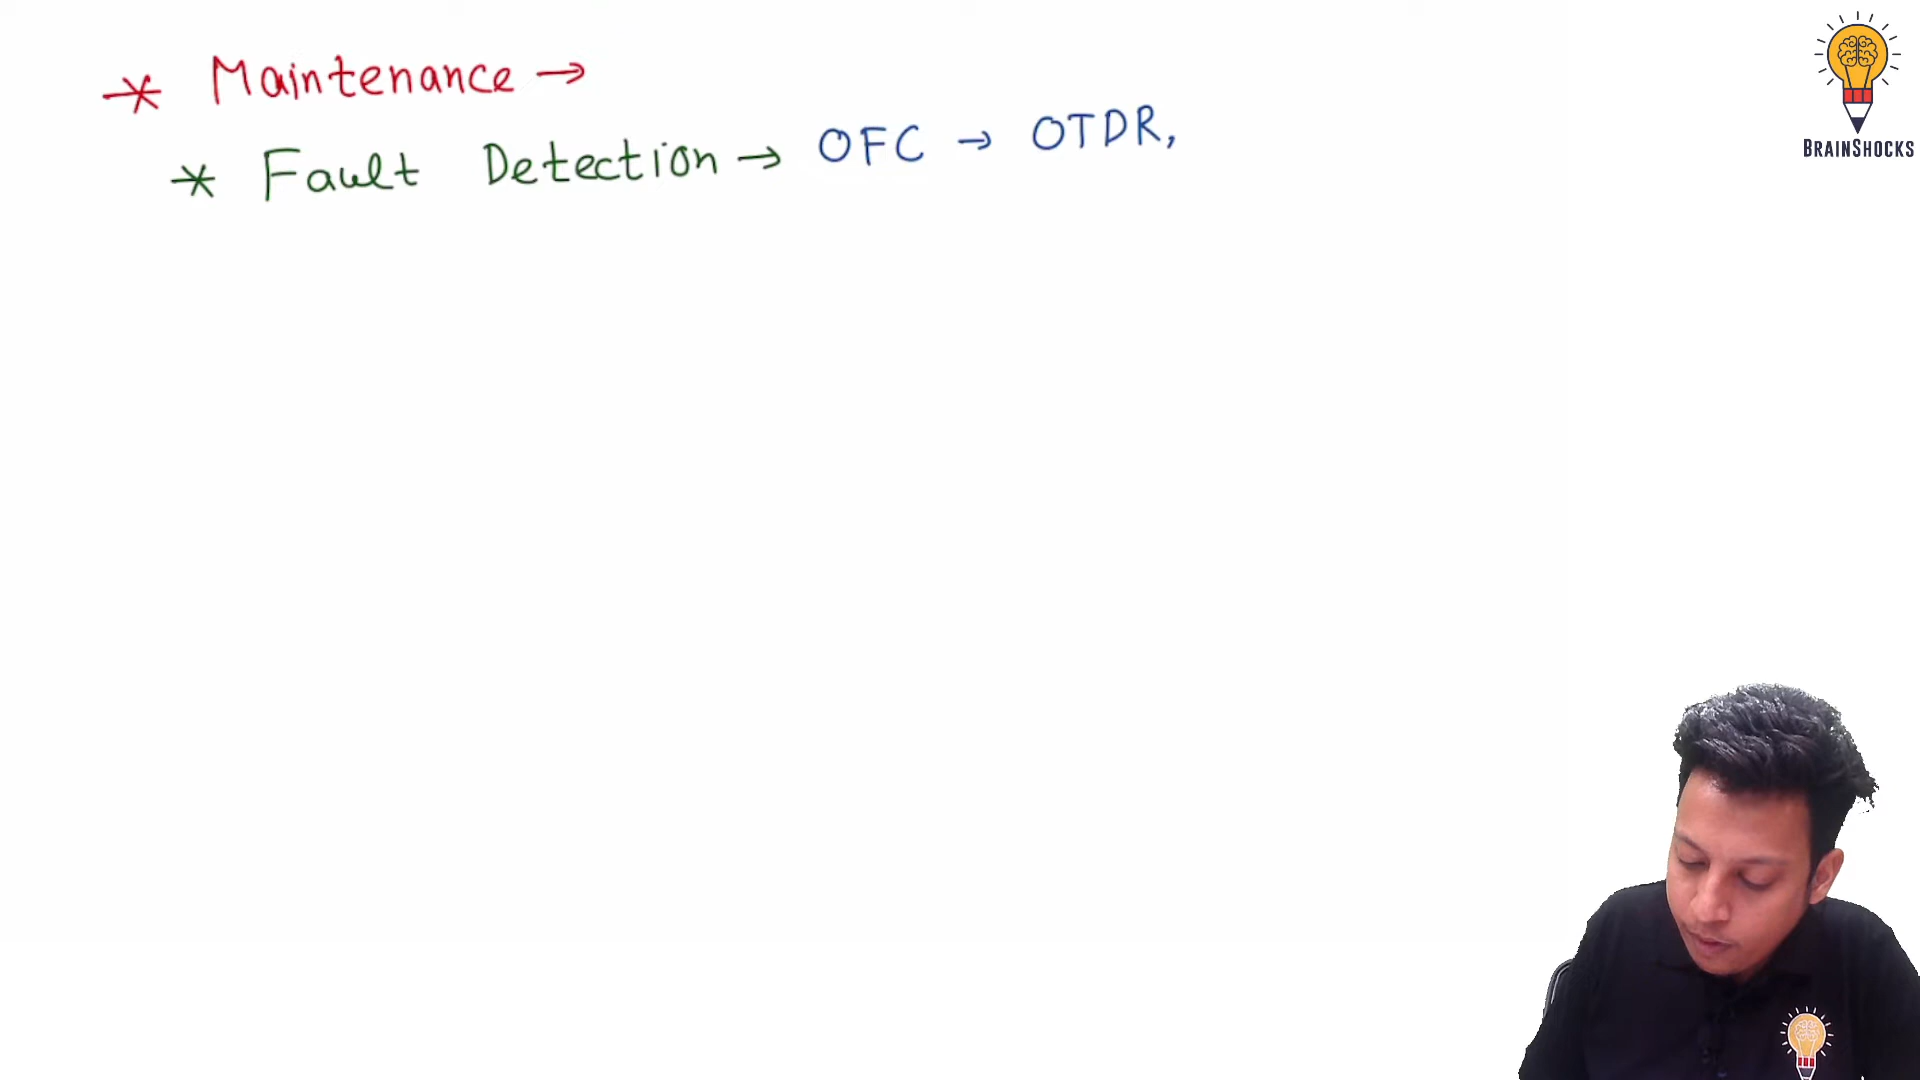 * Maintenance →
* Fault Detection → OFC → OTDR,
BRAINSHOCKS